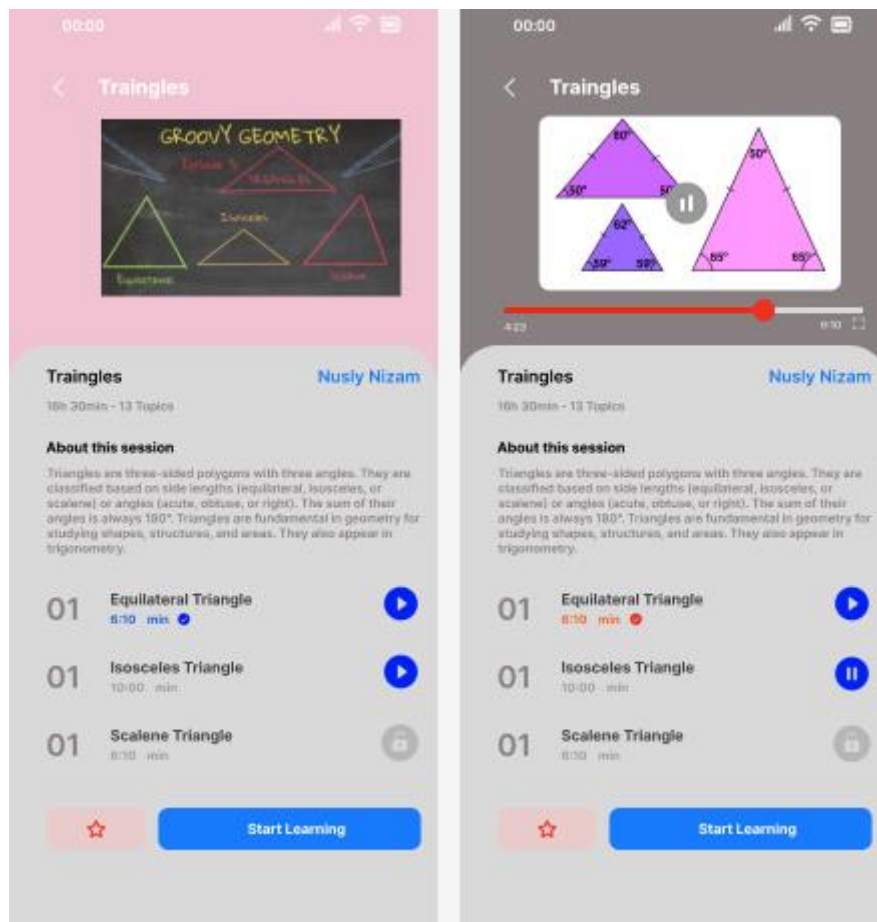 00:00
Traingles
GROOVY GEOMETRY
Episode
TRIANGLES
Isosceles
Equilateral
Scalene
Traingles
Nusly Nizam
16h 30min - 13 Topics
About this session
Triangles are three-sided polygons with three angles. They are
classified based on side lengths (equilateral, isosceles, or
scalene) or angles (acute, obtuse, or right). The sum of their
angles is always 180°. Triangles are fundamental in geometry for
studying shapes, structures, and areas. They also appear in
trigonometry.
01
Equilateral Triangle
6:10 min
01
Isosceles Triangle
10:00 min
01
Scalene Triangle
6:10 min
Start Learning
00:00
Traingles
80°
50°
50°
62°
59°
59°
50°
65°
65°
4:23
6:10
Traingles
Nusly Nizam
16h 30min - 13 Topics
About this session
Triangles are three-sided polygons with three angles. They are
classified based on side lengths (equilateral, isosceles, or
scalene) or angles (acute, obtuse, or right). The sum of their
angles is always 180°. Triangles are fundamental in geometry for
studying shapes, structures, and areas. They also appear in
trigonometry.
01
Equilateral Triangle
6:10 min
01
Isosceles Triangle
10:00 min
01
Scalene Triangle
6:10 min
Start Learning